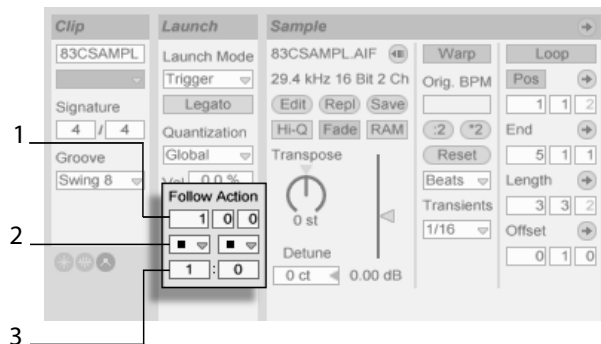 Clip
83CSAMPL
Signature
4 / 4
Groove
Swing 8
Launch
Launch Mode
Trigger
Legato
Quantization
Global
Vel 0.0 %
Follow Action
1 0 0
1 : 0
Sample
83CSAMPL.AIF
29.4 kHz 16 Bit 2 Ch
Edit Repl Save
Hi-Q Fade RAM
Transpose
0 st
Detune
0 ct 0.00 dB
Warp
Orig. BPM
:2 *2
Reset
Beats
Transients
1/16
Loop
Pos
1 1 2
End
5 1 1
Length
3 3 2
Offset
0 1 0
1
2
3